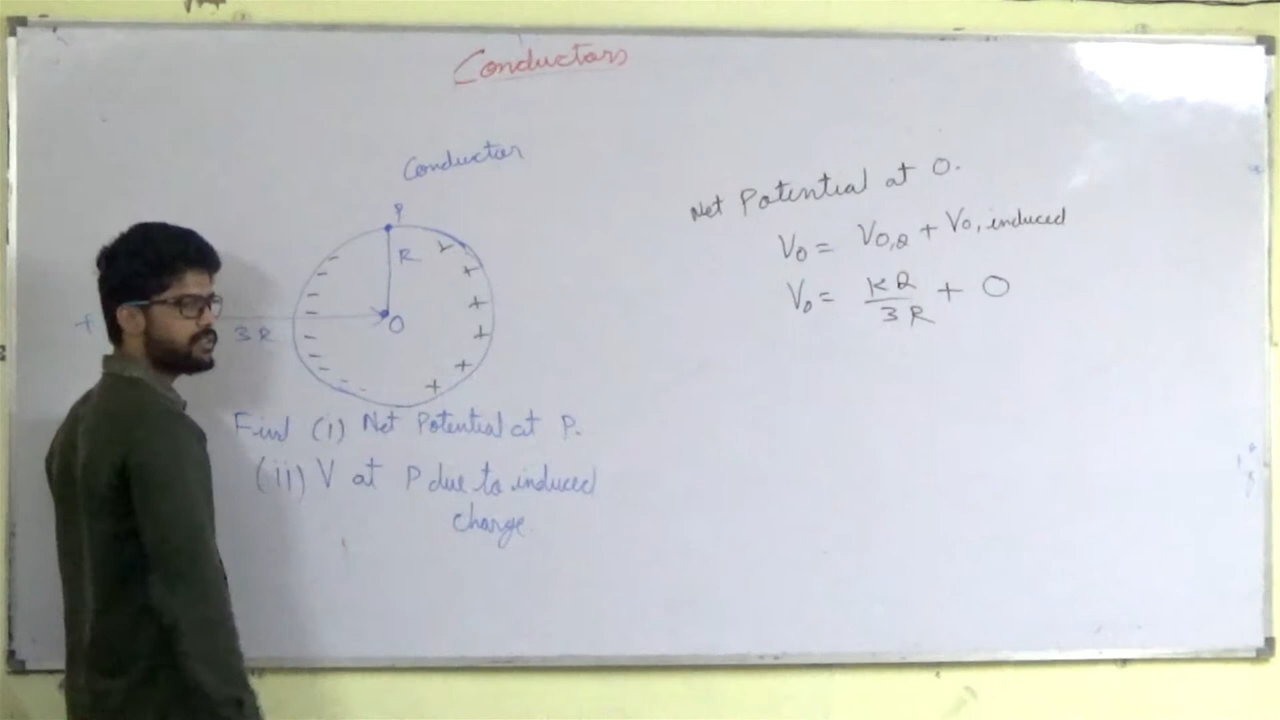 Conductors
Conductor
P
R
+
3R
O
Find (i) Net Potential at P.
(ii) V at P due to induced
charge.
Net Potential at O.
V₀ = V₀,Q + V₀, induced
V₀ = KQ/3R + 0